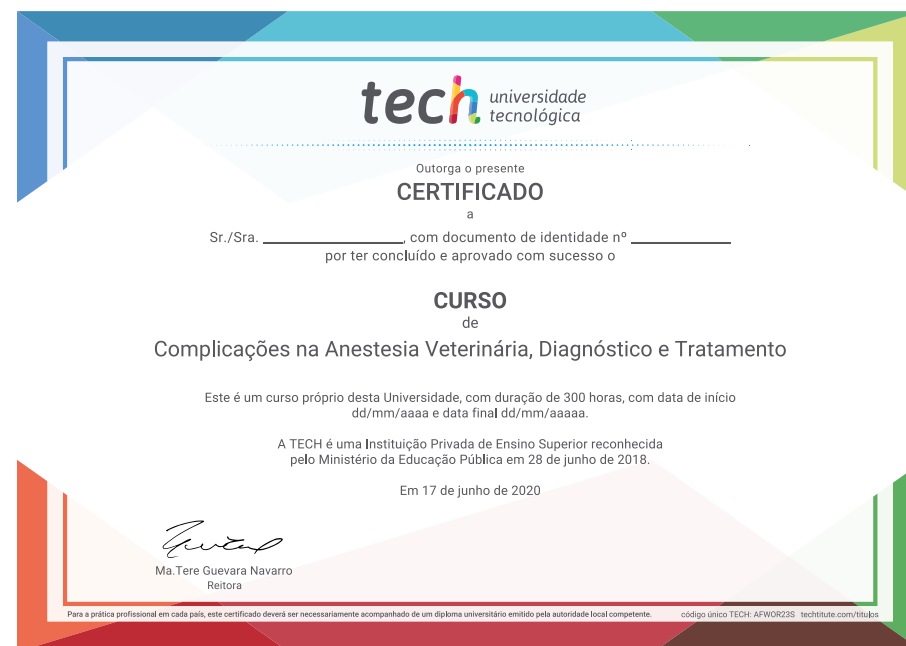 tech universidade
tecnológica
Outorga o presente
CERTIFICADO
a
Sr./Sra. ____________, com documento de identidade nº ____________
por ter concluído e aprovado com sucesso o
CURSO
de
Complicações na Anestesia Veterinária, Diagnóstico e Tratamento
Este é um curso próprio desta Universidade, com duração de 300 horas, com data de início
dd/mm/aaaa e data final dd/mm/aaaaa.
A TECH é uma Instituição Privada de Ensino Superior reconhecida
pelo Ministério da Educação Pública em 28 de junho de 2018.
Em 17 de junho de 2020
Ma.Tere Guevara Navarro
Reitora
Para a prática profissional em cada país, este certificado deverá ser necessariamente acompanhado de um diploma universitário emitido pela autoridade local competente. código único TECH: AFWOR23S techtitute.com/titulos